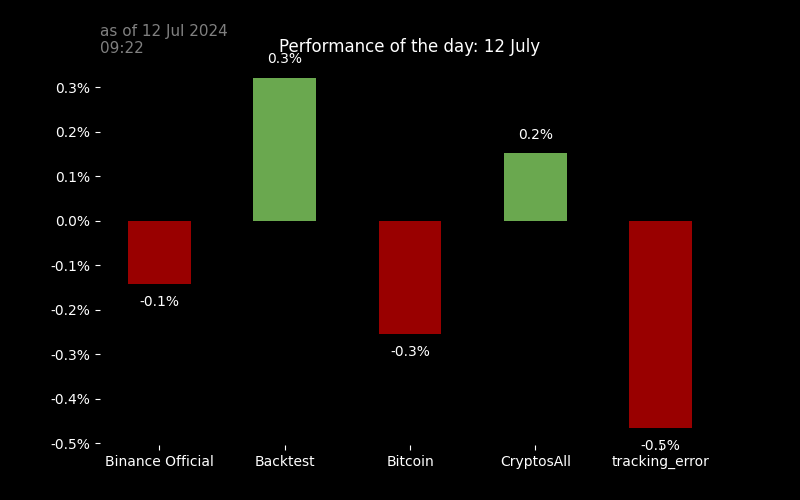 as of 12 Jul 2024
09:22
Performance of the day: 12 July
0.3%
0.3%
0.2%
0.2%
0.1%
0.0%
-0.1%
-0.1%
-0.2%
-0.3%
-0.3%
-0.4%
-0.5%
-0.5%
Binance Official
Backtest
Bitcoin
CryptosAll
tracking_error